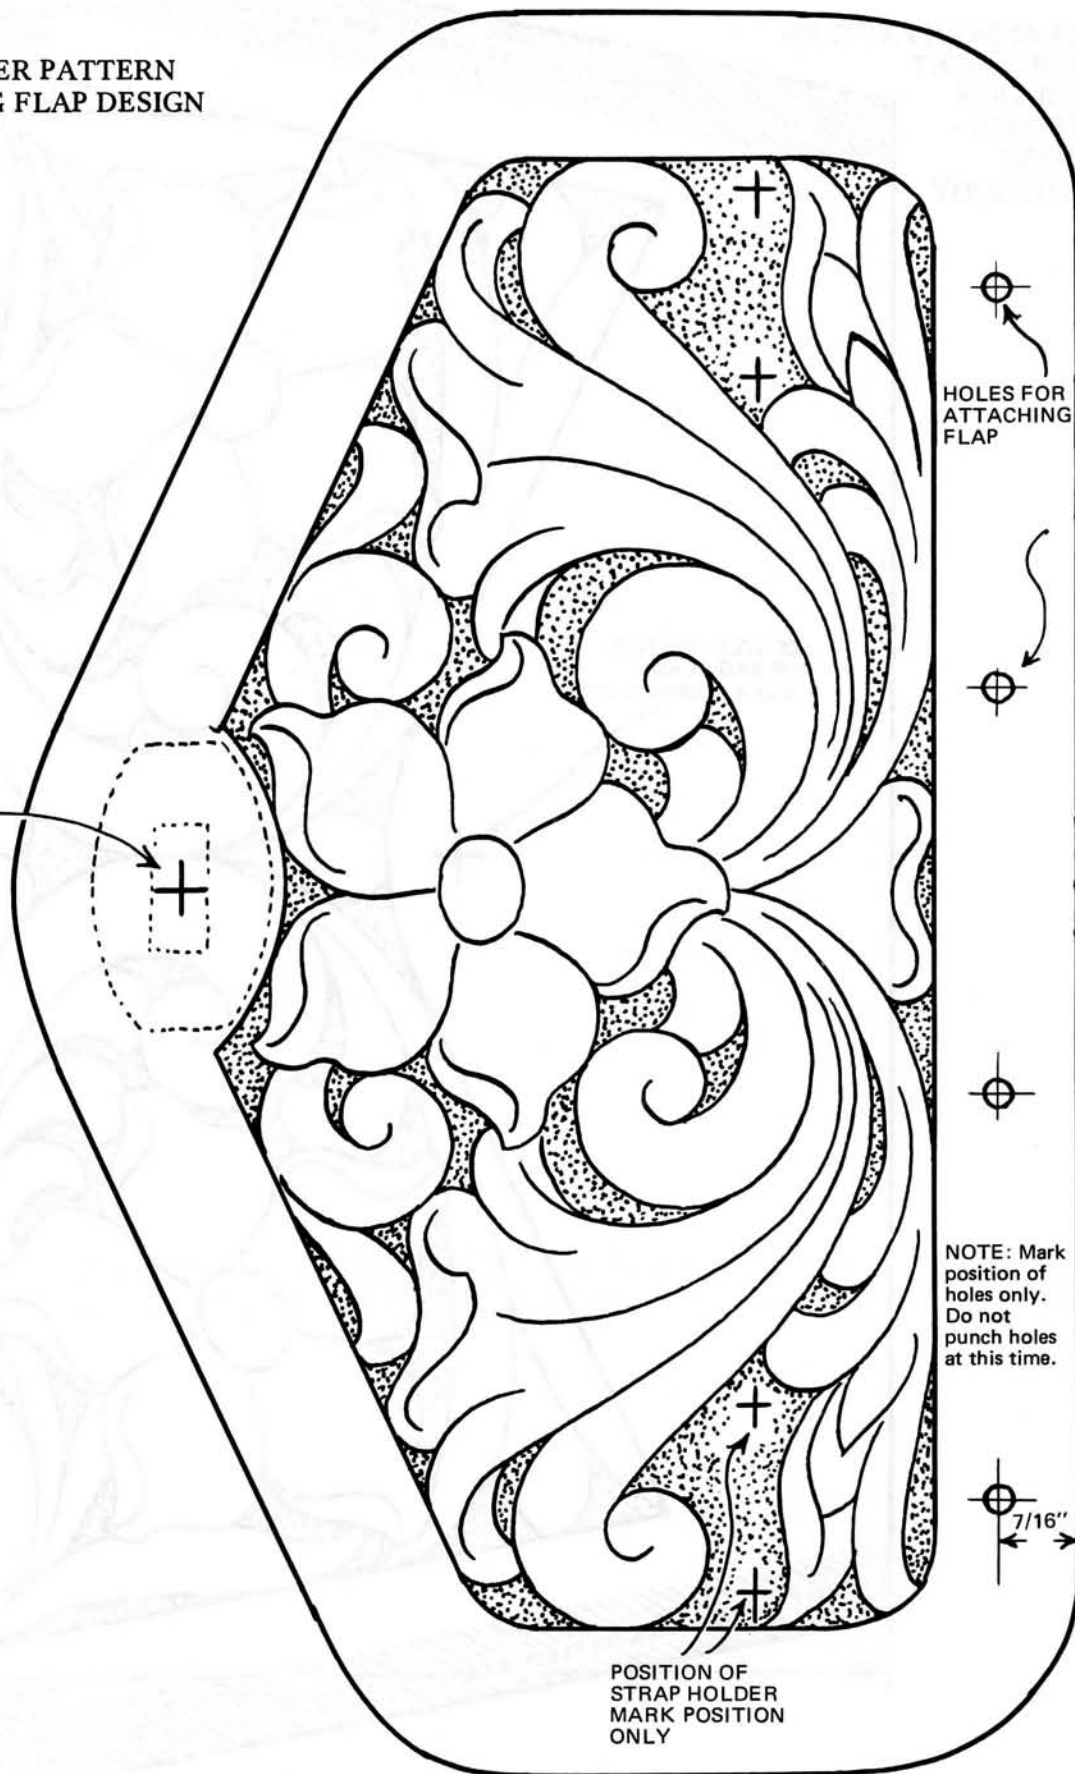 ER PATTERN
FLAP DESIGN
HOLES FOR
ATTACHING
FLAP
NOTE: Mark
position of
holes only.
Do not
punch holes
at this time.
7/16"
POSITION OF
STRAP HOLDER
MARK POSITION
ONLY